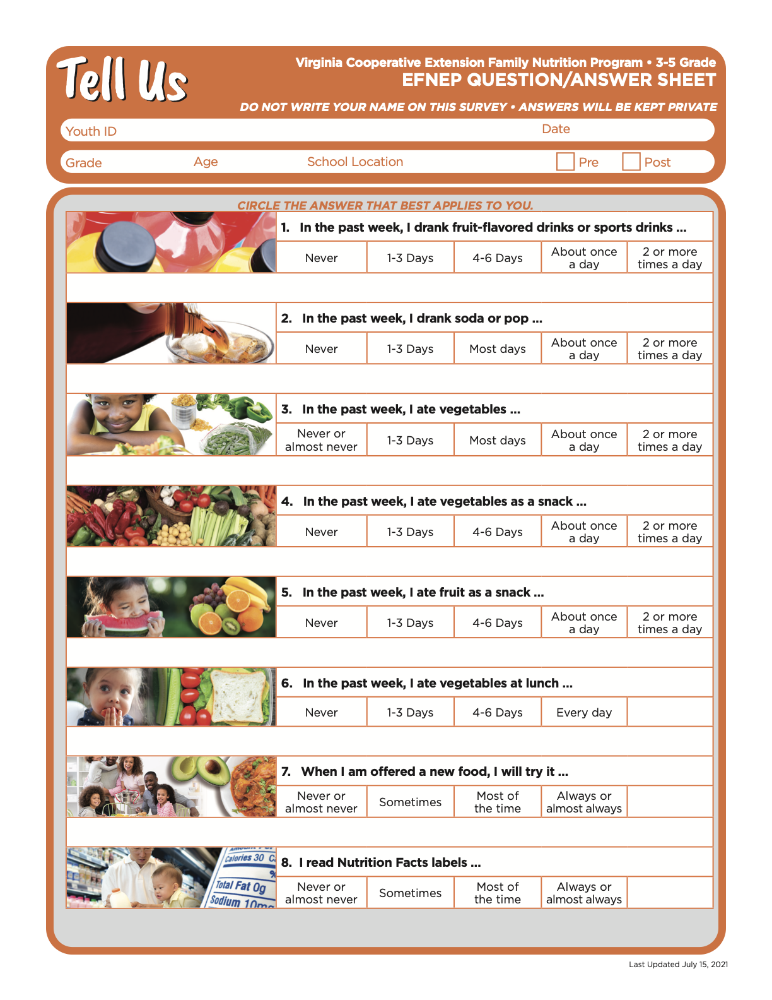 Tell Us
Virginia Cooperative Extension Family Nutrition Program • 3-5 Grade
EFNEP QUESTION/ANSWER SHEET
DO NOT WRITE YOUR NAME ON THIS SURVEY • ANSWERS WILL BE KEPT PRIVATE
Youth ID Date
Grade Age School Location Pre Post
CIRCLE THE ANSWER THAT BEST APPLIES TO YOU.
1. In the past week, I drank fruit-flavored drinks or sports drinks ...
Never 1-3 Days 4-6 Days About once a day 2 or more times a day
2. In the past week, I drank soda or pop ...
Never 1-3 Days Most days About once a day 2 or more times a day
3. In the past week, I ate vegetables ...
Never or almost never 1-3 Days Most days About once a day 2 or more times a day
4. In the past week, I ate vegetables as a snack ...
Never 1-3 Days 4-6 Days About once a day 2 or more times a day
5. In the past week, I ate fruit as a snack ...
Never 1-3 Days 4-6 Days About once a day 2 or more times a day
6. In the past week, I ate vegetables at lunch ...
Never 1-3 Days 4-6 Days Every day
7. When I am offered a new food, I will try it ...
Never or almost never Sometimes Most of the time Always or almost always
Calories 30 C
%
Total Fat 0g
Sodium 10mg
8. I read Nutrition Facts labels ...
Never or almost never Sometimes Most of the time Always or almost always
Last Updated July 15, 2021